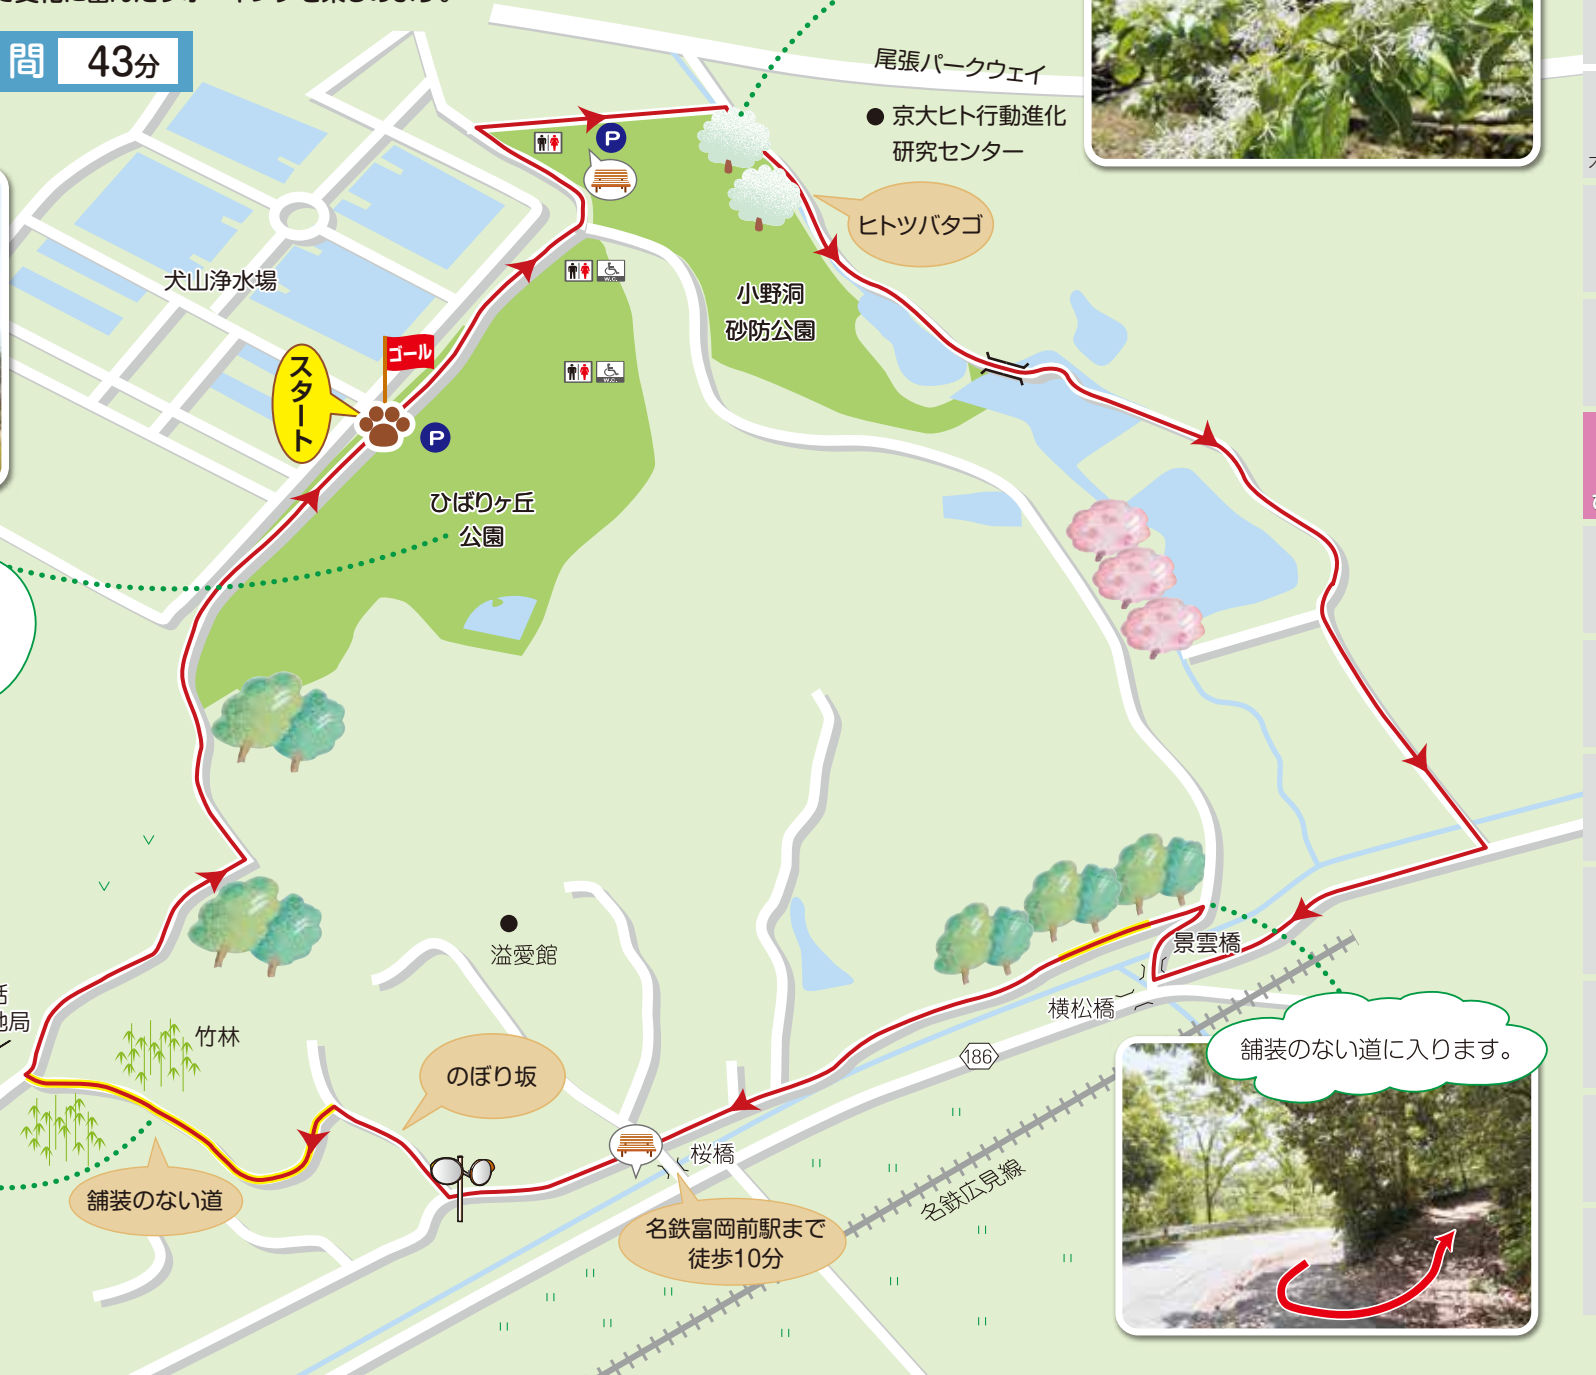 間 43分
尾張パークウェイ
京大ヒト行動進化
研究センター
P
ヒトツバタゴ
犬山浄水場
W.C.
小野洞
砂防公園
ゴール
スタート
W.C.
P
ひばりヶ丘
公園
景雲橋
溢愛館
横松橋
竹林
186
舗装のない道に入ります。
のぼり坂
桜橋
舗装のない道
名鉄広見線
名鉄富岡前駅まで
徒歩10分